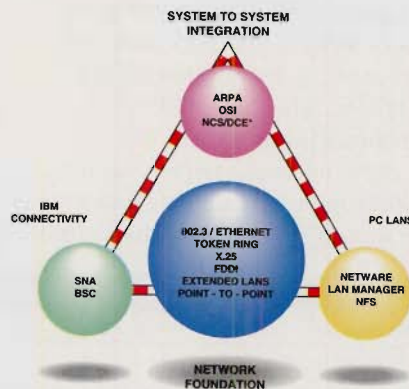 SYSTEM TO SYSTEM
INTEGRATION
ARPA
OSI
NCS/DCE*
IBM
CONNECTIVITY
802.3 / ETHERNET
TOKEN RING
X.25
FDDI
EXTENDED LANS
POINT - TO - POINT
PC LANS
SNA
BSC
NETWARE
LAN MANAGER
NFS
NETWORK
FOUNDATION